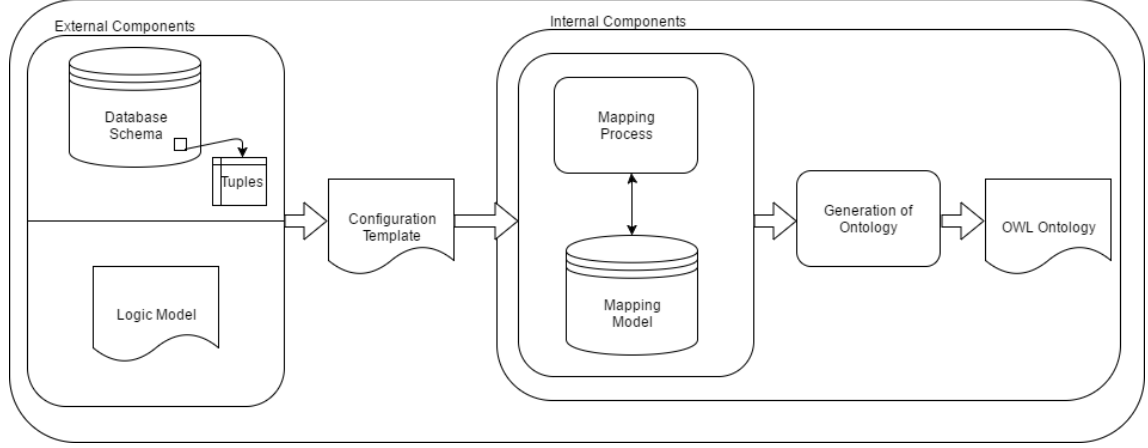 External Components
Internal Components
Database
Schema
Tuples
Logic Model
Configuration
Template
Mapping
Process
Mapping
Model
Generation of
Ontology
OWL Ontology